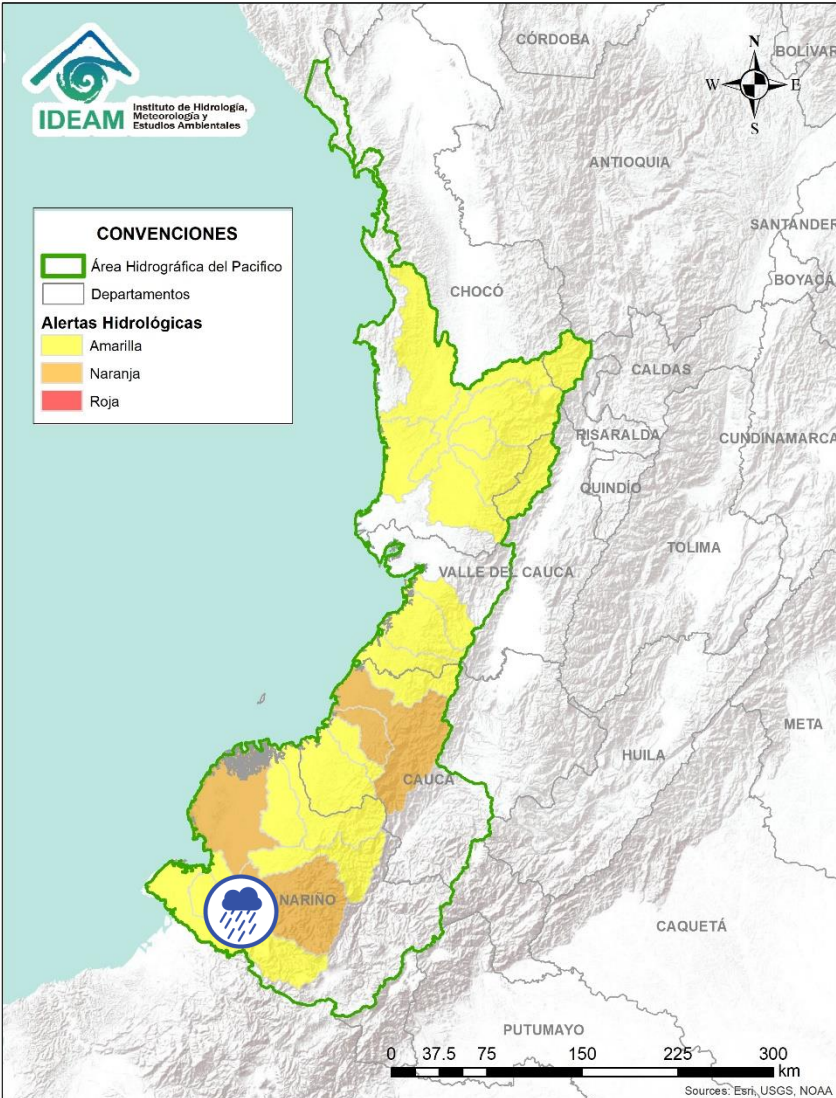 IDEAM
Instituto de Hidrología,
Meteorología y
Estudios Ambientales
CONVENCIONES
Área Hidrográfica del Pacifico
Departamentos
Alertas Hidrológicas
Amarilla
Naranja
Roja
N
W
E
S
CÓRDOBA
BOLÍVAR
ANTIOQUIA
SANTANDER
BOYACÁ
CHOCÓ
CALDAS
RISARALDA
CUNDINAMARCA
QUINDÍO
TOLIMA
VALLE DEL CAUCA
META
HUILA
CAUCA
NARIÑO
CAQUETÁ
PUTUMAYO
0 37.5 75 150 225 300
km
Sources: Esri, USGS, NOAA